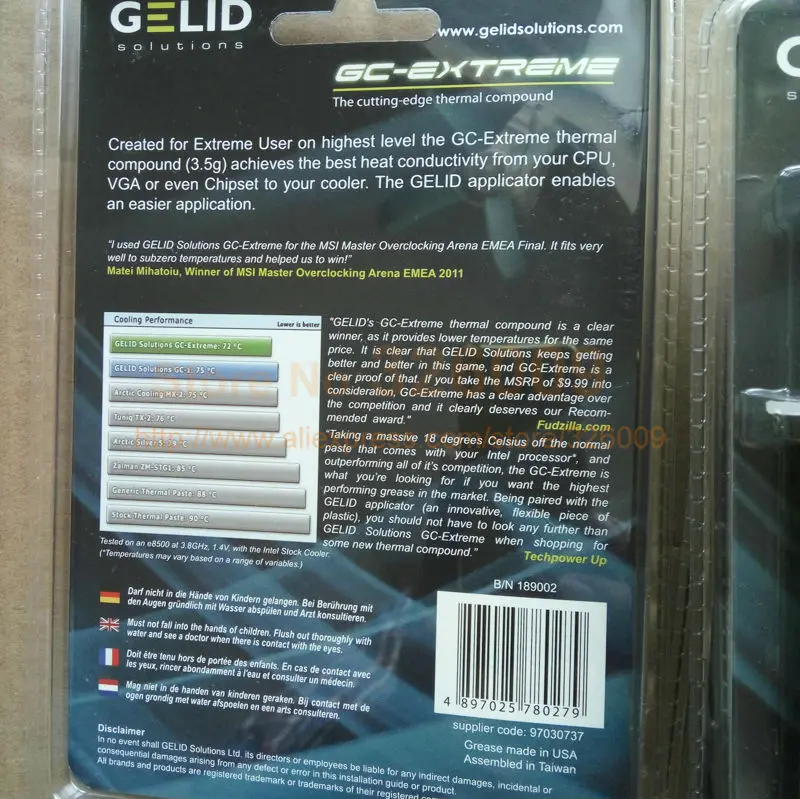 GELID
solutions
www.gelidsolutions.com
GC-EXTREME
The cutting-edge thermal compound
Created for Extreme User on highest level the GC-Extreme thermal
compound (3.5g) achieves the best heat conductivity from your CPU,
VGA or even Chipset to your cooler. The GELID applicator enables
an easier application.
"I used GELID Solutions GC-Extreme for the MSI Master Overclocking Arena EMEA Final. It fits very
well to subzero temperatures and helped us to win!"
Matei Mihatoiu, Winner of MSI Master Overclocking Arena EMEA 2011
Cooling Performance
Lower is better
GELID Solutions GC-Extreme: 72 °C
GELID Solutions GC-1: 75 °C
Arctic Cooling MX-2: 75 °C
Tuniq TX-2: 76 °C
Arctic Silver 5: 79 °C
Zalman ZM-STG1: 85 °C
Generic Thermal Paste: 88 °C
Stock Thermal Paste: 90 °C
Tested on an e8500 at 3.8GHz, 1.4V, with the Intel Stock Cooler
(*Temperatures may vary based on a range of variables.)
"GELID's GC-Extreme thermal compound is a clear
winner, as it provides lower temperatures for the same
price. It is clear that GELID Solutions keeps getting
better and better in this game, and GC-Extreme is a
clear proof of that. If you take the MSRP of $9.99 into
consideration, GC-Extreme has a clear advantage over
the competition and it clearly deserves our Recom-
mended award."
Fudzilla.com
"Taking a massive 18 degrees Celsius off the normal
paste that comes with your Intel processor*, and
outperforming all of it's competition, the GC-Extreme is
what you're looking for if you want the highest
performing grease in the market. Being paired with the
GELID applicator (an innovative, flexible piece of
plastic), you should not have to look any further than
GELID Solutions GC-Extreme when shopping for
some new thermal compound."
Techpower Up
B/N 189002
Darf nicht in die Hände von Kindern gelangen. Bei Berührung mit
den Augen gründlich mit Wasser abspülen und Arzt konsultieren.
Must not fall into the hands of children. Flush out thoroughly with
water and see a doctor when there is contact with the eyes.
Doit être tenu hors de portée des enfants. En cas de contact avec
les yeux, rincer abondamment à l'eau et consulter un médecin.
Mag niet in de handen van kinderen geraken. Bij contact met de
ogen grondig met water afspoelen en een arts consulteren.
4 897025 780279
supplier code: 97030737
Grease made in USA
Assembled in Taiwan
Disclaimer
In no event shall GELID Solutions Ltd. its directors or employees be liable for any indirect damages, incidental or
consequential damages arising from any defect or error in this installation guide or product.
All brands and products are registered trademark or trademarks of their respective companies.